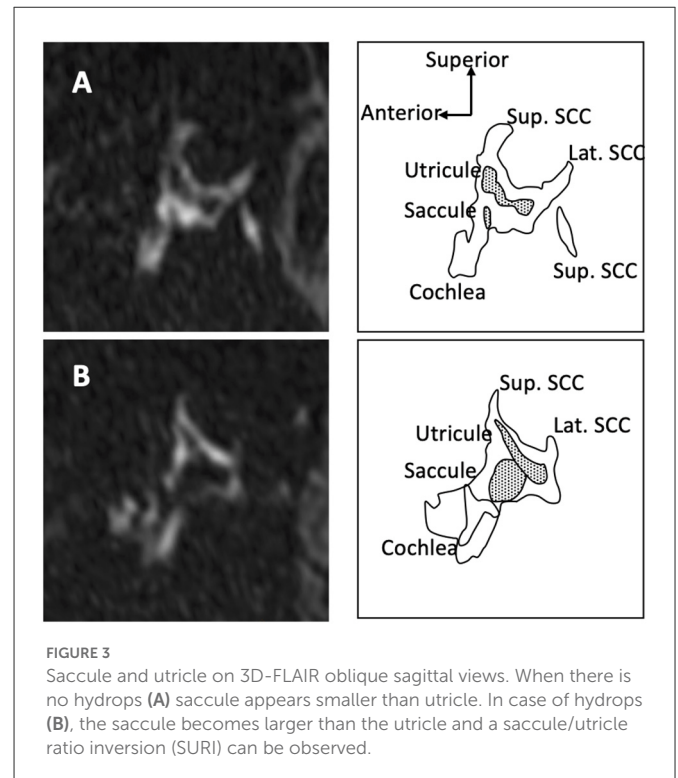 A
Superior
Anterior
Sup. SCC
Lat. SCC
Utricule
Saccule
Sup. SCC
Cochlea
B
Sup. SCC
Lat. SCC
Utricule
Saccule
Cochlea
FIGURE 3
Saccule and utricle on 3D-FLAIR oblique sagittal views. When there is
no hydrops (A) saccule appears smaller than utricle. In case of hydrops
(B), the saccule becomes larger than the utricle and a saccule/utricle
ratio inversion (SURI) can be observed.